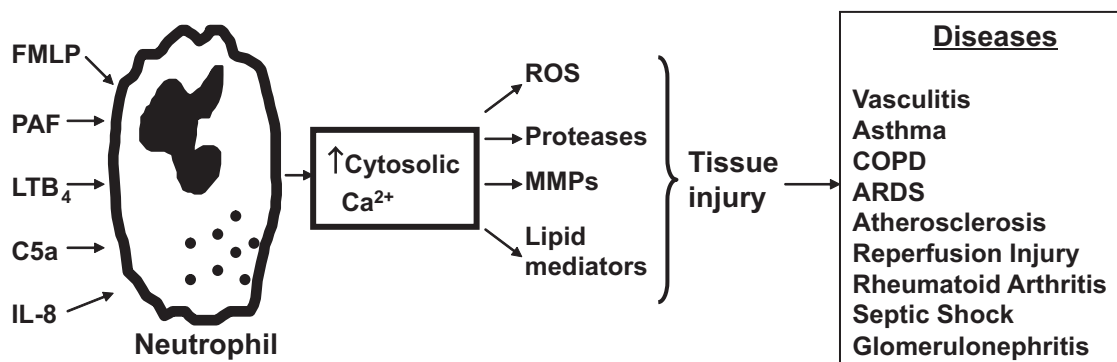 FMLP
PAF
LTB₄
C5a
IL-8
Neutrophil
↑Cytosolic
Ca²⁺
ROS
Proteases
MMPs
Lipid
mediators
Tissue
injury
Diseases
Vasculitis
Asthma
COPD
ARDS
Atherosclerosis
Reperfusion Injury
Rheumatoid Arthritis
Septic Shock
Glomerulonephritis